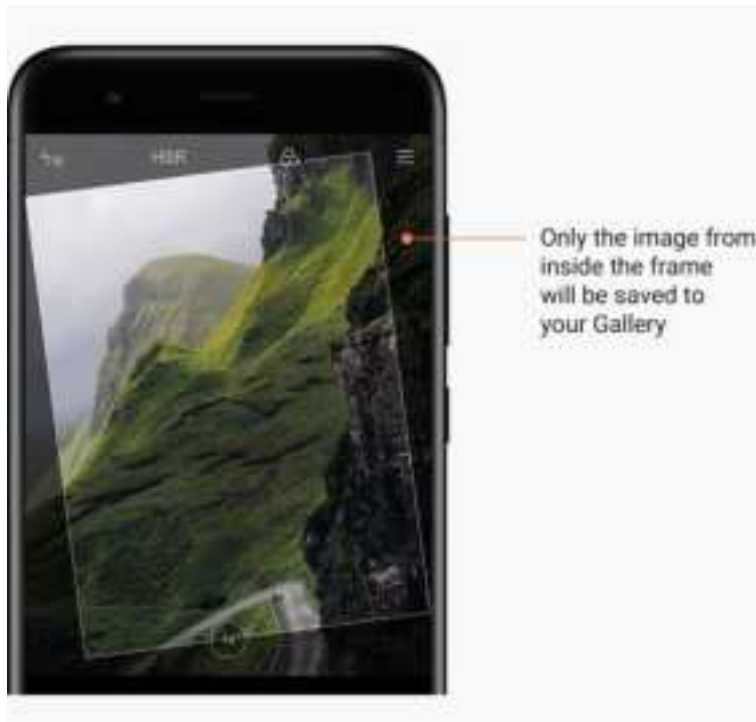 HDR
Only the image from
inside the frame
will be saved to
your Gallery